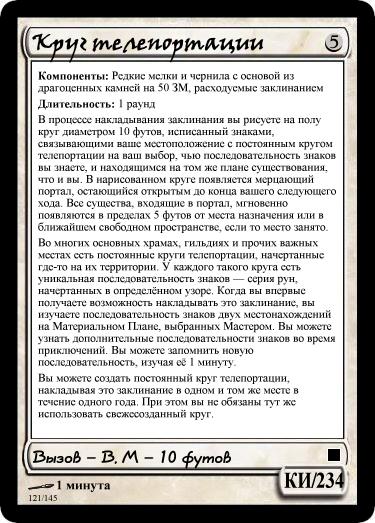 Круг телепортации 5
Компоненты: Редкие мелки и чернила с основой из
драгоценных камней на 50 ЗМ, расходуемые заклинанием
Длительность: 1 раунд
В процессе накладывания заклинания вы рисуете на полу
круг диаметром 10 футов, исписанный знаками,
связывающими ваше местоположение с постоянным кругом
телепортации на ваш выбор, чью последовательность знаков
вы знаете, и находящимся на том же плане существования,
что и вы. В нарисованном круге появляется мерцающий
портал, остающийся открытым до конца вашего следующего
хода. Все существа, входящие в портал, мгновенно
появляются в пределах 5 футов от места назначения или в
ближайшем свободном пространстве, если то место занято.
Во многих основных храмах, гильдиях и прочих важных
местах есть постоянные круги телепортации, начертанные
где-то на их территории. У каждого такого круга есть
уникальная последовательность знаков — серия рун,
начертанных в определённом узоре. Когда вы впервые
получаете возможность накладывать это заклинание, вы
изучаете последовательность знаков двух местонахождений
на Материальном Плане, выбранных Мастером. Вы можете
узнать дополнительные последовательности знаков во время
приключений. Вы можете запомнить новую
последовательность, изучая её 1 минуту.
Вы можете создать постоянный круг телепортации,
накладывая это заклинание в одном и том же месте в
течение одного года. При этом вы не обязаны тут же
использовать свежесозданный круг.
Вызов – В, М – 10 футов
1 минута
КИ/234
121/145